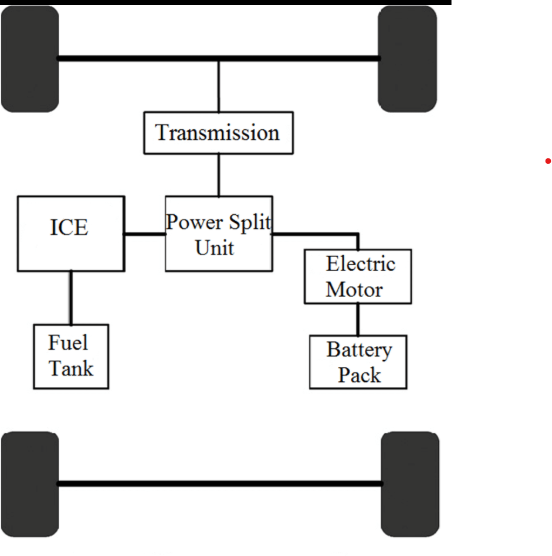 Transmission
ICE
Power Split
Unit
Electric
Motor
Fuel
Tank
Battery
Pack